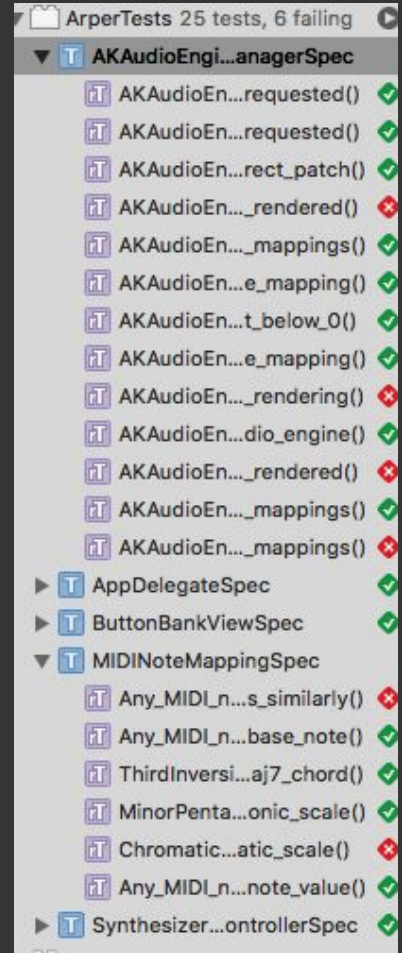 ArperTests 25 tests, 6 failing
T AKAudioEngi...anagerSpec
T AKAudioEn...requested()
T AKAudioEn...requested()
T AKAudioEn...rect_patch()
T AKAudioEn..._rendered()
T AKAudioEn..._mappings()
T AKAudioEn...e_mapping()
T AKAudioEn...t_below_0()
T AKAudioEn...e_mapping()
T AKAudioEn..._rendering()
T AKAudioEn...dio_engine()
T AKAudioEn..._rendered()
T AKAudioEn..._mappings()
T AKAudioEn..._mappings()
T AppDelegateSpec
T ButtonBankViewSpec
T MIDINoteMappingSpec
T Any_MIDI_n...s_similarly()
T Any_MIDI_n...base_note()
T ThirdInversi...aj7_chord()
T MinorPenta...onic_scale()
T Chromatic...atic_scale()
T Any_MIDI_n...note_value()
T Synthesizer...ontrollerSpec